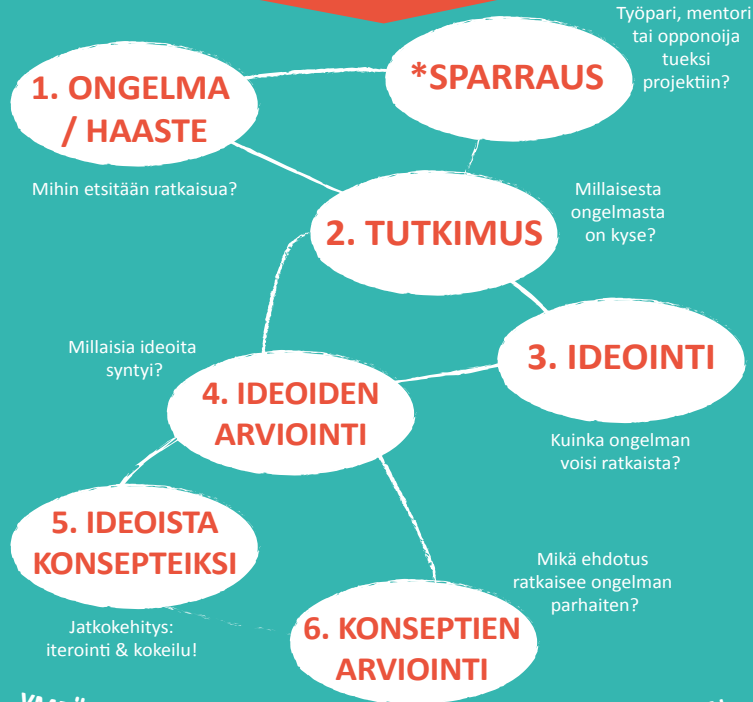 Työpari, mentori
tai opponoija
tueksi
projektiin?
*SPARRAUS
1. ONGELMA
/ HAASTE
Mihin etsitään ratkaisua?
Millaisesta
ongelmasta
on kyse?
2. TUTKIMUS
3. IDEOINTI
Kuinka ongelman
voisi ratkaista?
Millaisia ideoita
syntyi?
4. IDEOIDEN
ARVIOINTI
5. IDEOISTA
KONSEPTEIKSI
Jatkokehitys:
iterointi & kokeilu!
Mikä ehdotus
ratkaisee ongelman
parhaiten?
6. KONSEPTIEN
ARVIOINTI